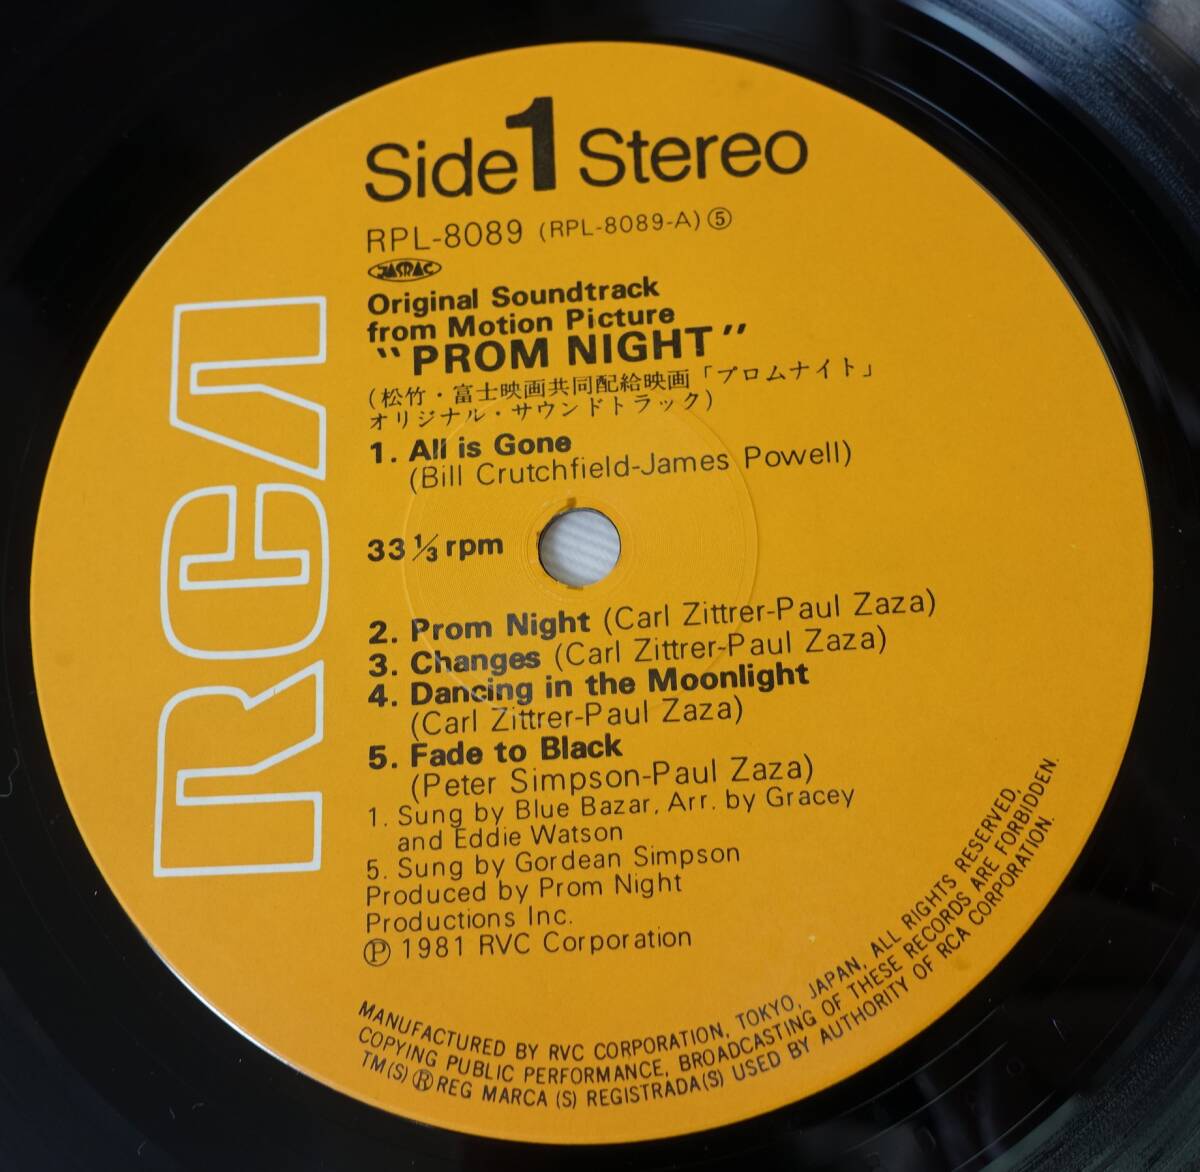 Side 1 Stereo
RPL-8089 (RPL-8089-A) ⑤
JASRAC
Original Soundtrack
from Motion Picture
"PROM NIGHT"
(松竹・富士映画共同配給映画「プロムナイト」
オリジナル・サウンドトラック)
1. All is Gone
(Bill Crutchfield-James Powell)
33 1/3 rpm
2. Prom Night (Carl Zittrer-Paul Zaza)
3. Changes (Carl Zittrer-Paul Zaza)
4. Dancing in the Moonlight
(Carl Zittrer-Paul Zaza)
5. Fade to Black
(Peter Simpson-Paul Zaza)
1. Sung by Blue Bazar, Arr. by Gracey
and Eddie Watson
5. Sung by Gordean Simpson
Produced by Prom Night
Productions Inc.
Ⓟ 1981 RVC Corporation
RCA
MANUFACTURED BY RVC CORPORATION, TOKYO, JAPAN, ALL RIGHTS RESERVED,
COPYING PUBLIC PERFORMANCE, BROADCASTING OF THESE RECORDS ARE FORBIDDEN.
TM(S) ® REG MARCA (S) REGISTRADA(S) USED BY AUTHORITY OF RCA CORPORATION.